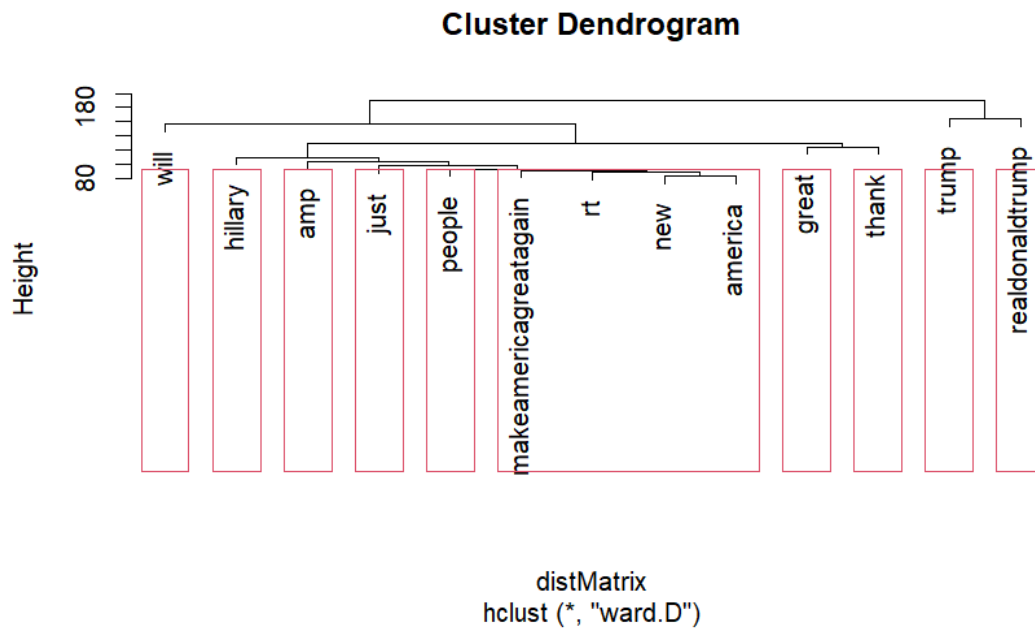 Cluster Dendrogram
Height
180
80
will
hillary
amp
just
people
makeamericagreatagain
rt
new
america
great
thank
trump
realdonaldtrump
distMatrix
hclust (*, "ward.D")